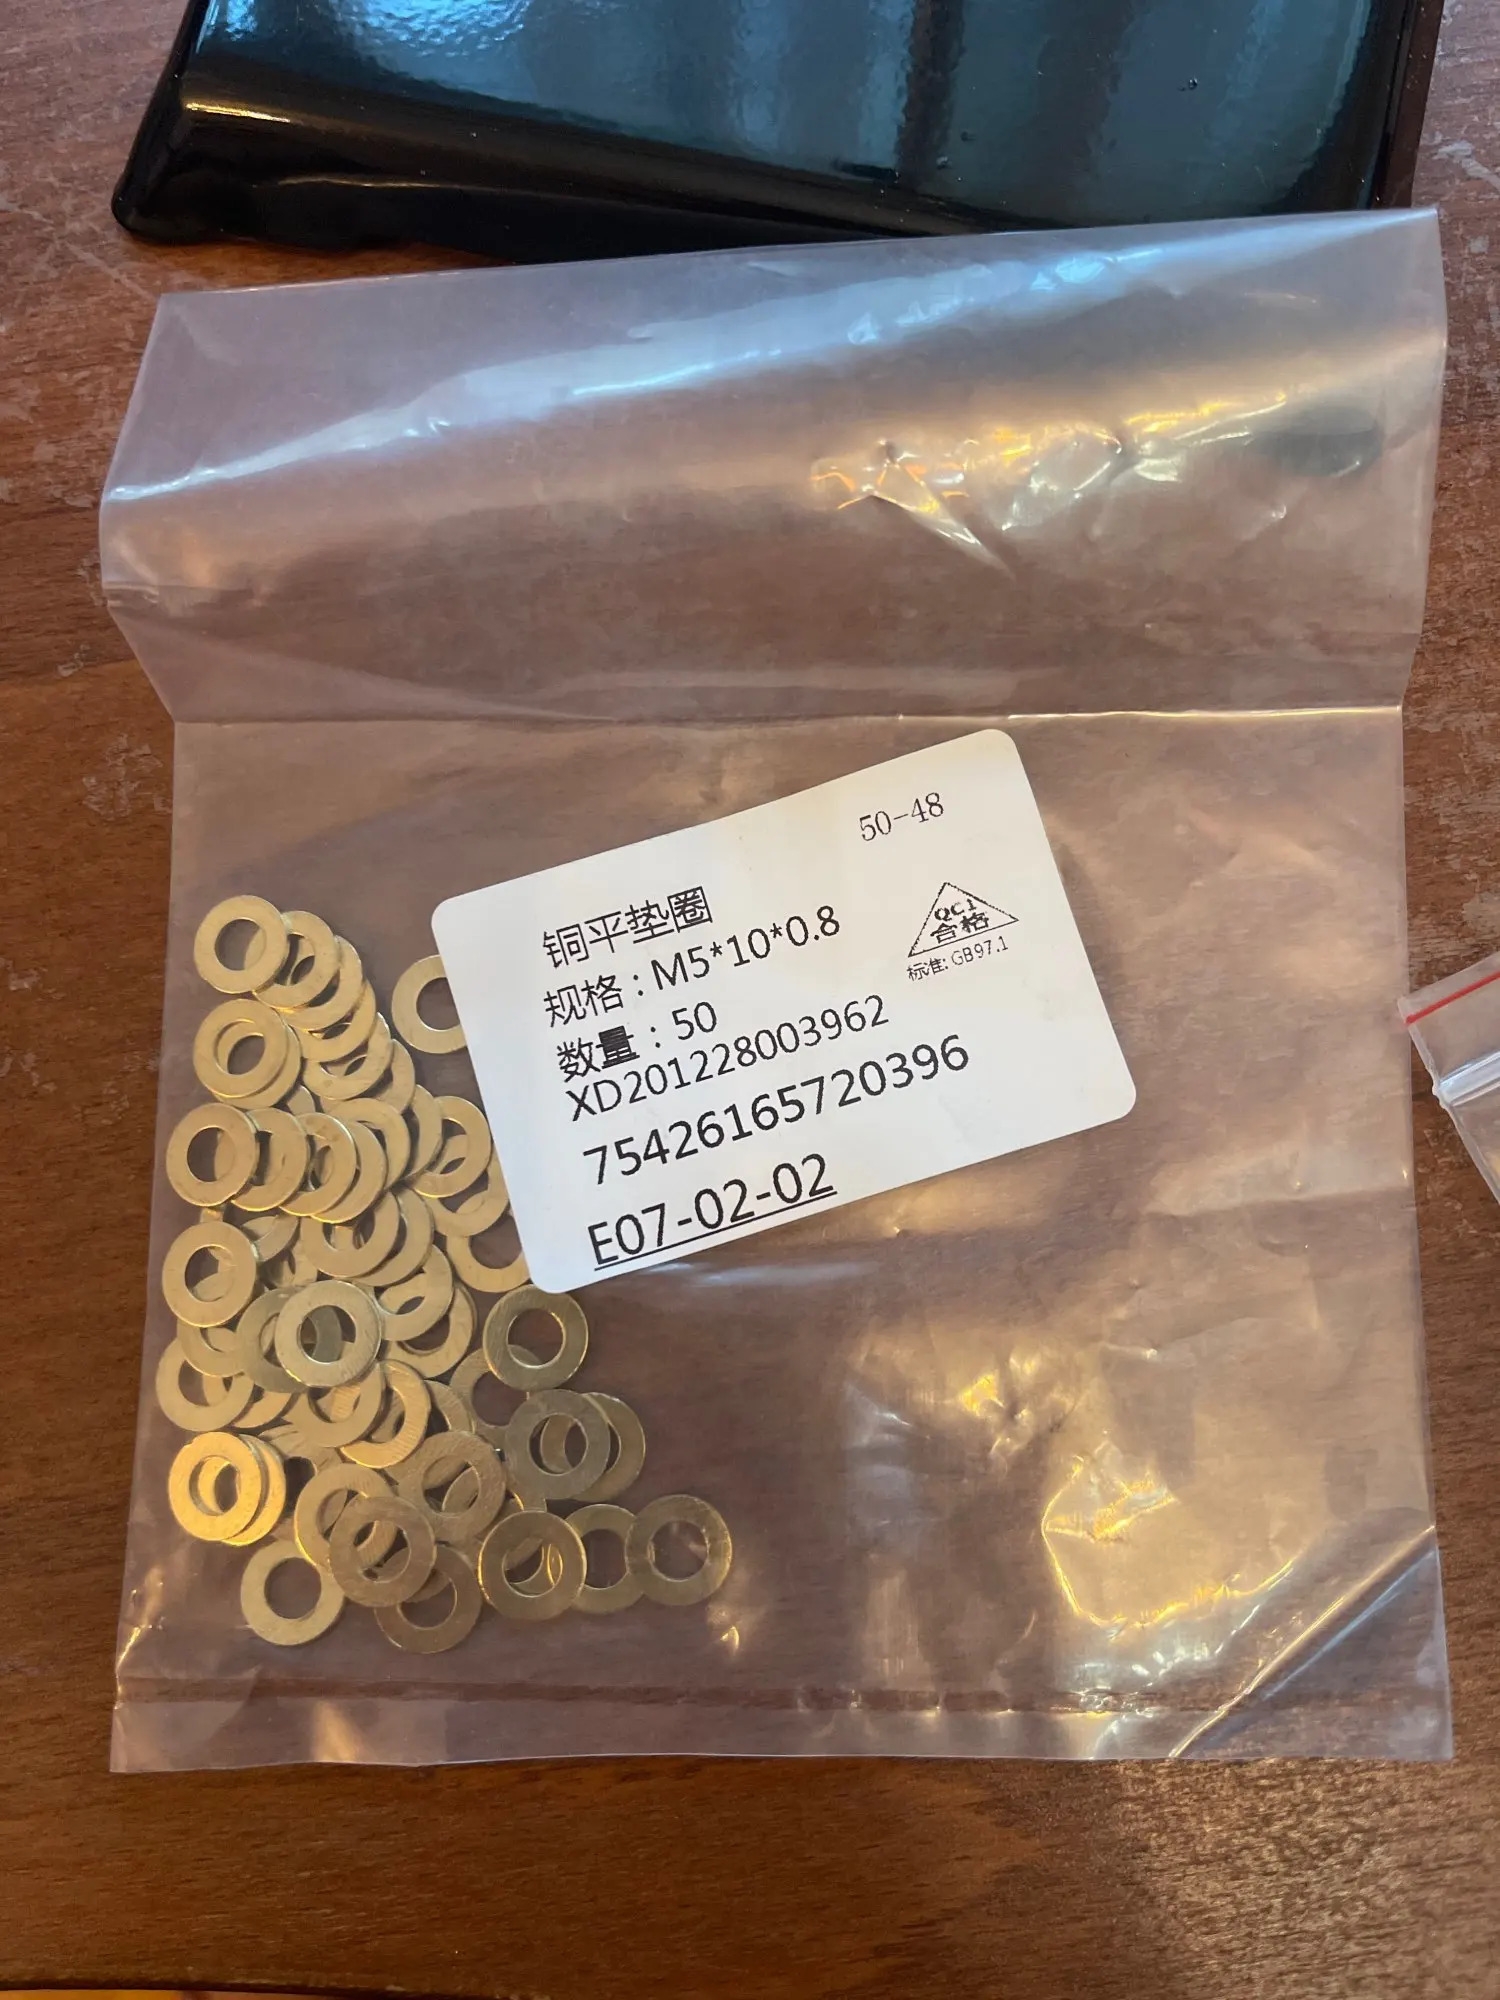 50-48
铜平垫圈
规格：M5*10*0.8
数量：50
QC1
合格
标准: GB97.1
XD201228003962
75426165720396
E07-02-02